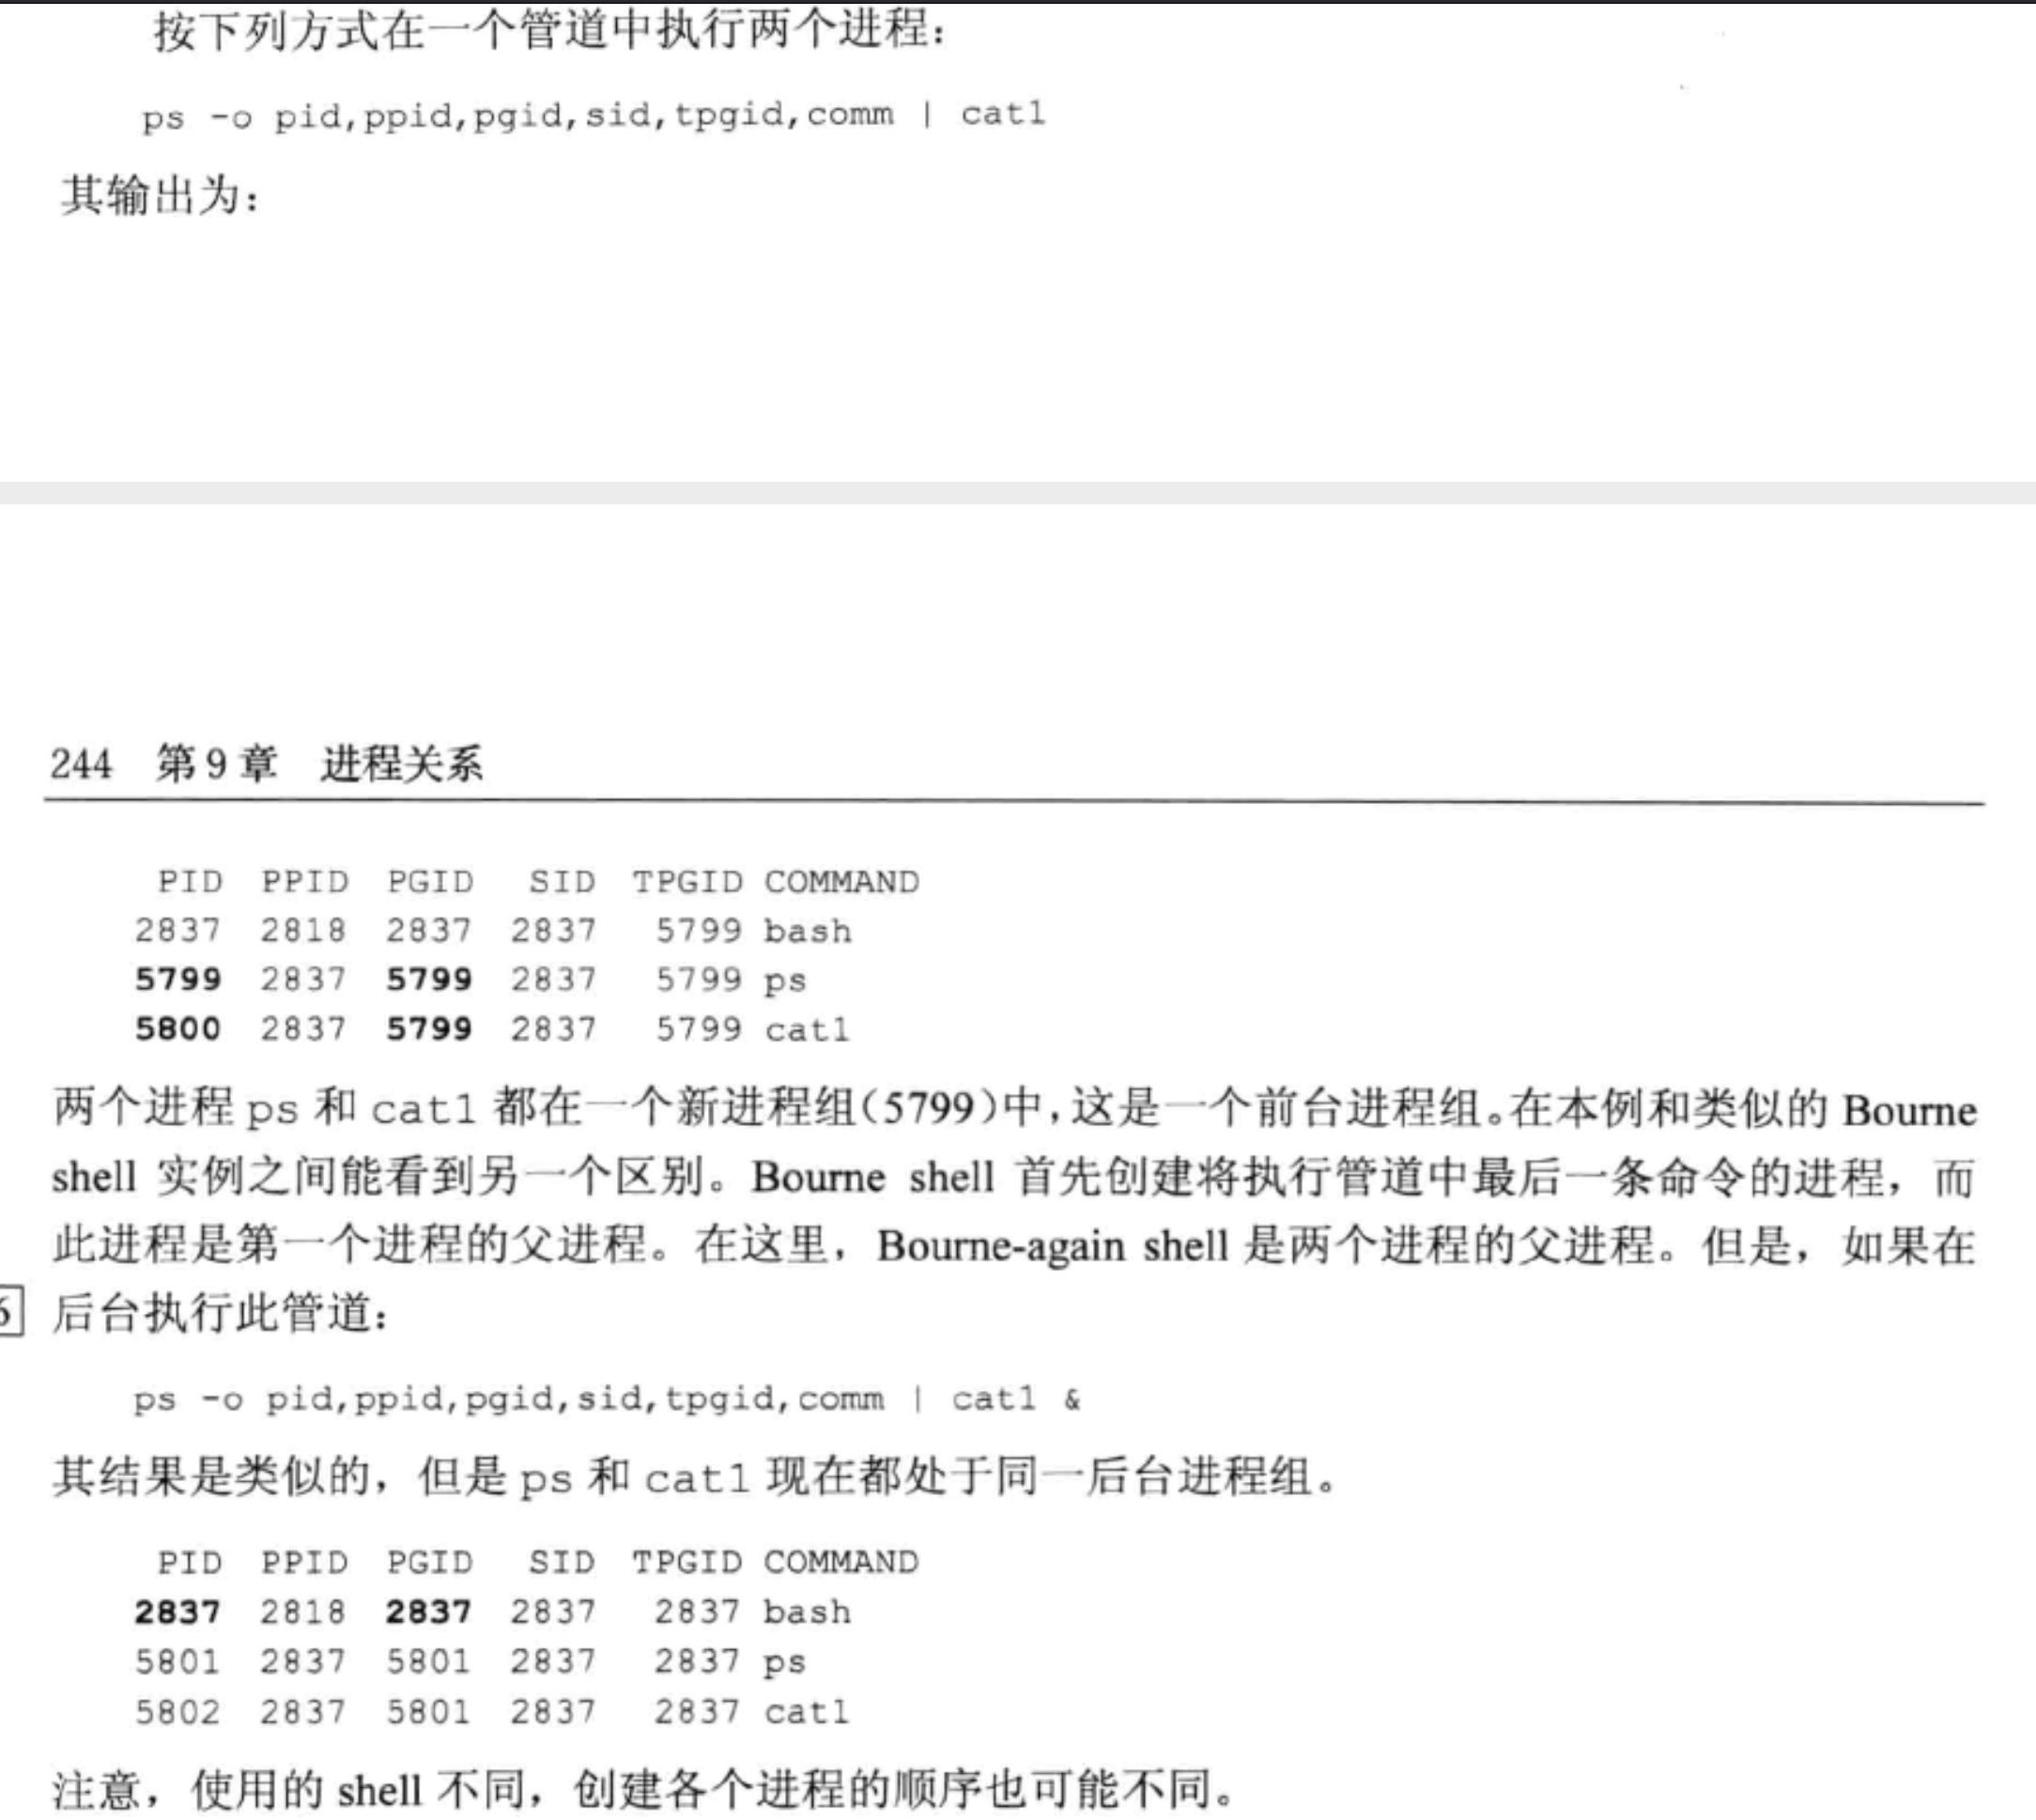 按下列方式在一个管道中执行两个进程：
ps -o pid,ppid,pgid,sid,tpgid,comm | cat1
其输出为：
244 第9章 进程关系
PID PPID PGID SID TPGID COMMAND
2837 2818 2837 2837 5799 bash
5799 2837 5799 2837 5799 ps
5800 2837 5799 2837 5799 cat1
两个进程 ps 和 cat1 都在一个新进程组（5799）中，这是一个前台进程组。在本例和类似的 Bourne
shell 实例之间能看到另一个区别。Bourne shell 首先创建将执行管道中最后一条命令的进程，而
此进程是第一个进程的父进程。在这里，Bourne-again shell 是两个进程的父进程。但是，如果在
后台执行此管道：
ps -o pid,ppid,pgid,sid,tpgid,comm | cat1 &
其结果是类似的，但是 ps 和 cat1 现在都处于同一后台进程组。
PID PPID PGID SID TPGID COMMAND
2837 2818 2837 2837 2837 bash
5801 2837 5801 2837 2837 ps
5802 2837 5801 2837 2837 cat1
注意，使用的 shell 不同，创建各个进程的顺序也可能不同。